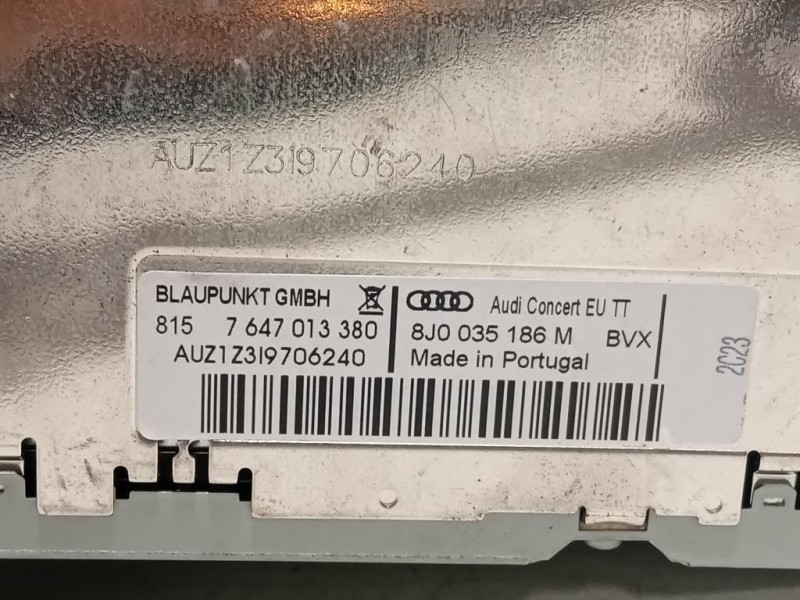 AUZ1Z3I9706240
BLAUPUNKT GMBH
815 7 647 013 380
AUZ1Z3I9706240
Audi Concert EU TT
8J0 035 186 M BVX
Made in Portugal
2C23